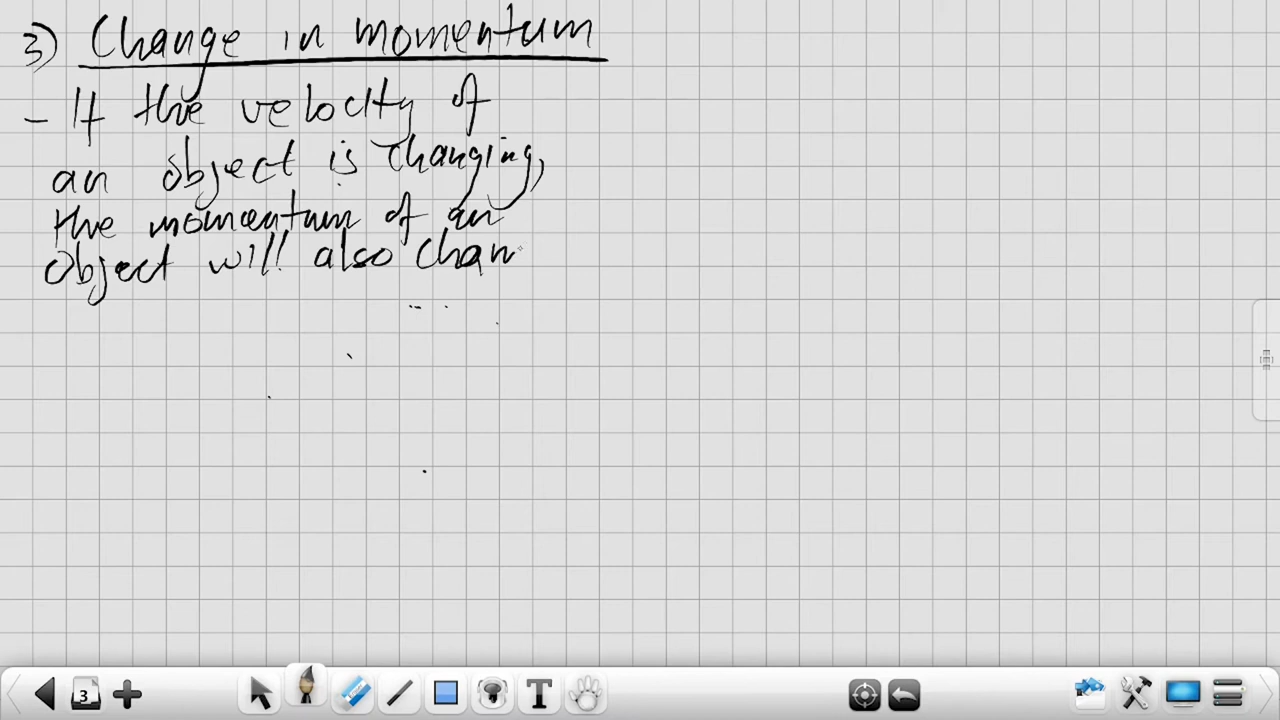 3) Change in momentum
- If the velocity of
an object is changing,
the momentum of an
object will also chan
3
T